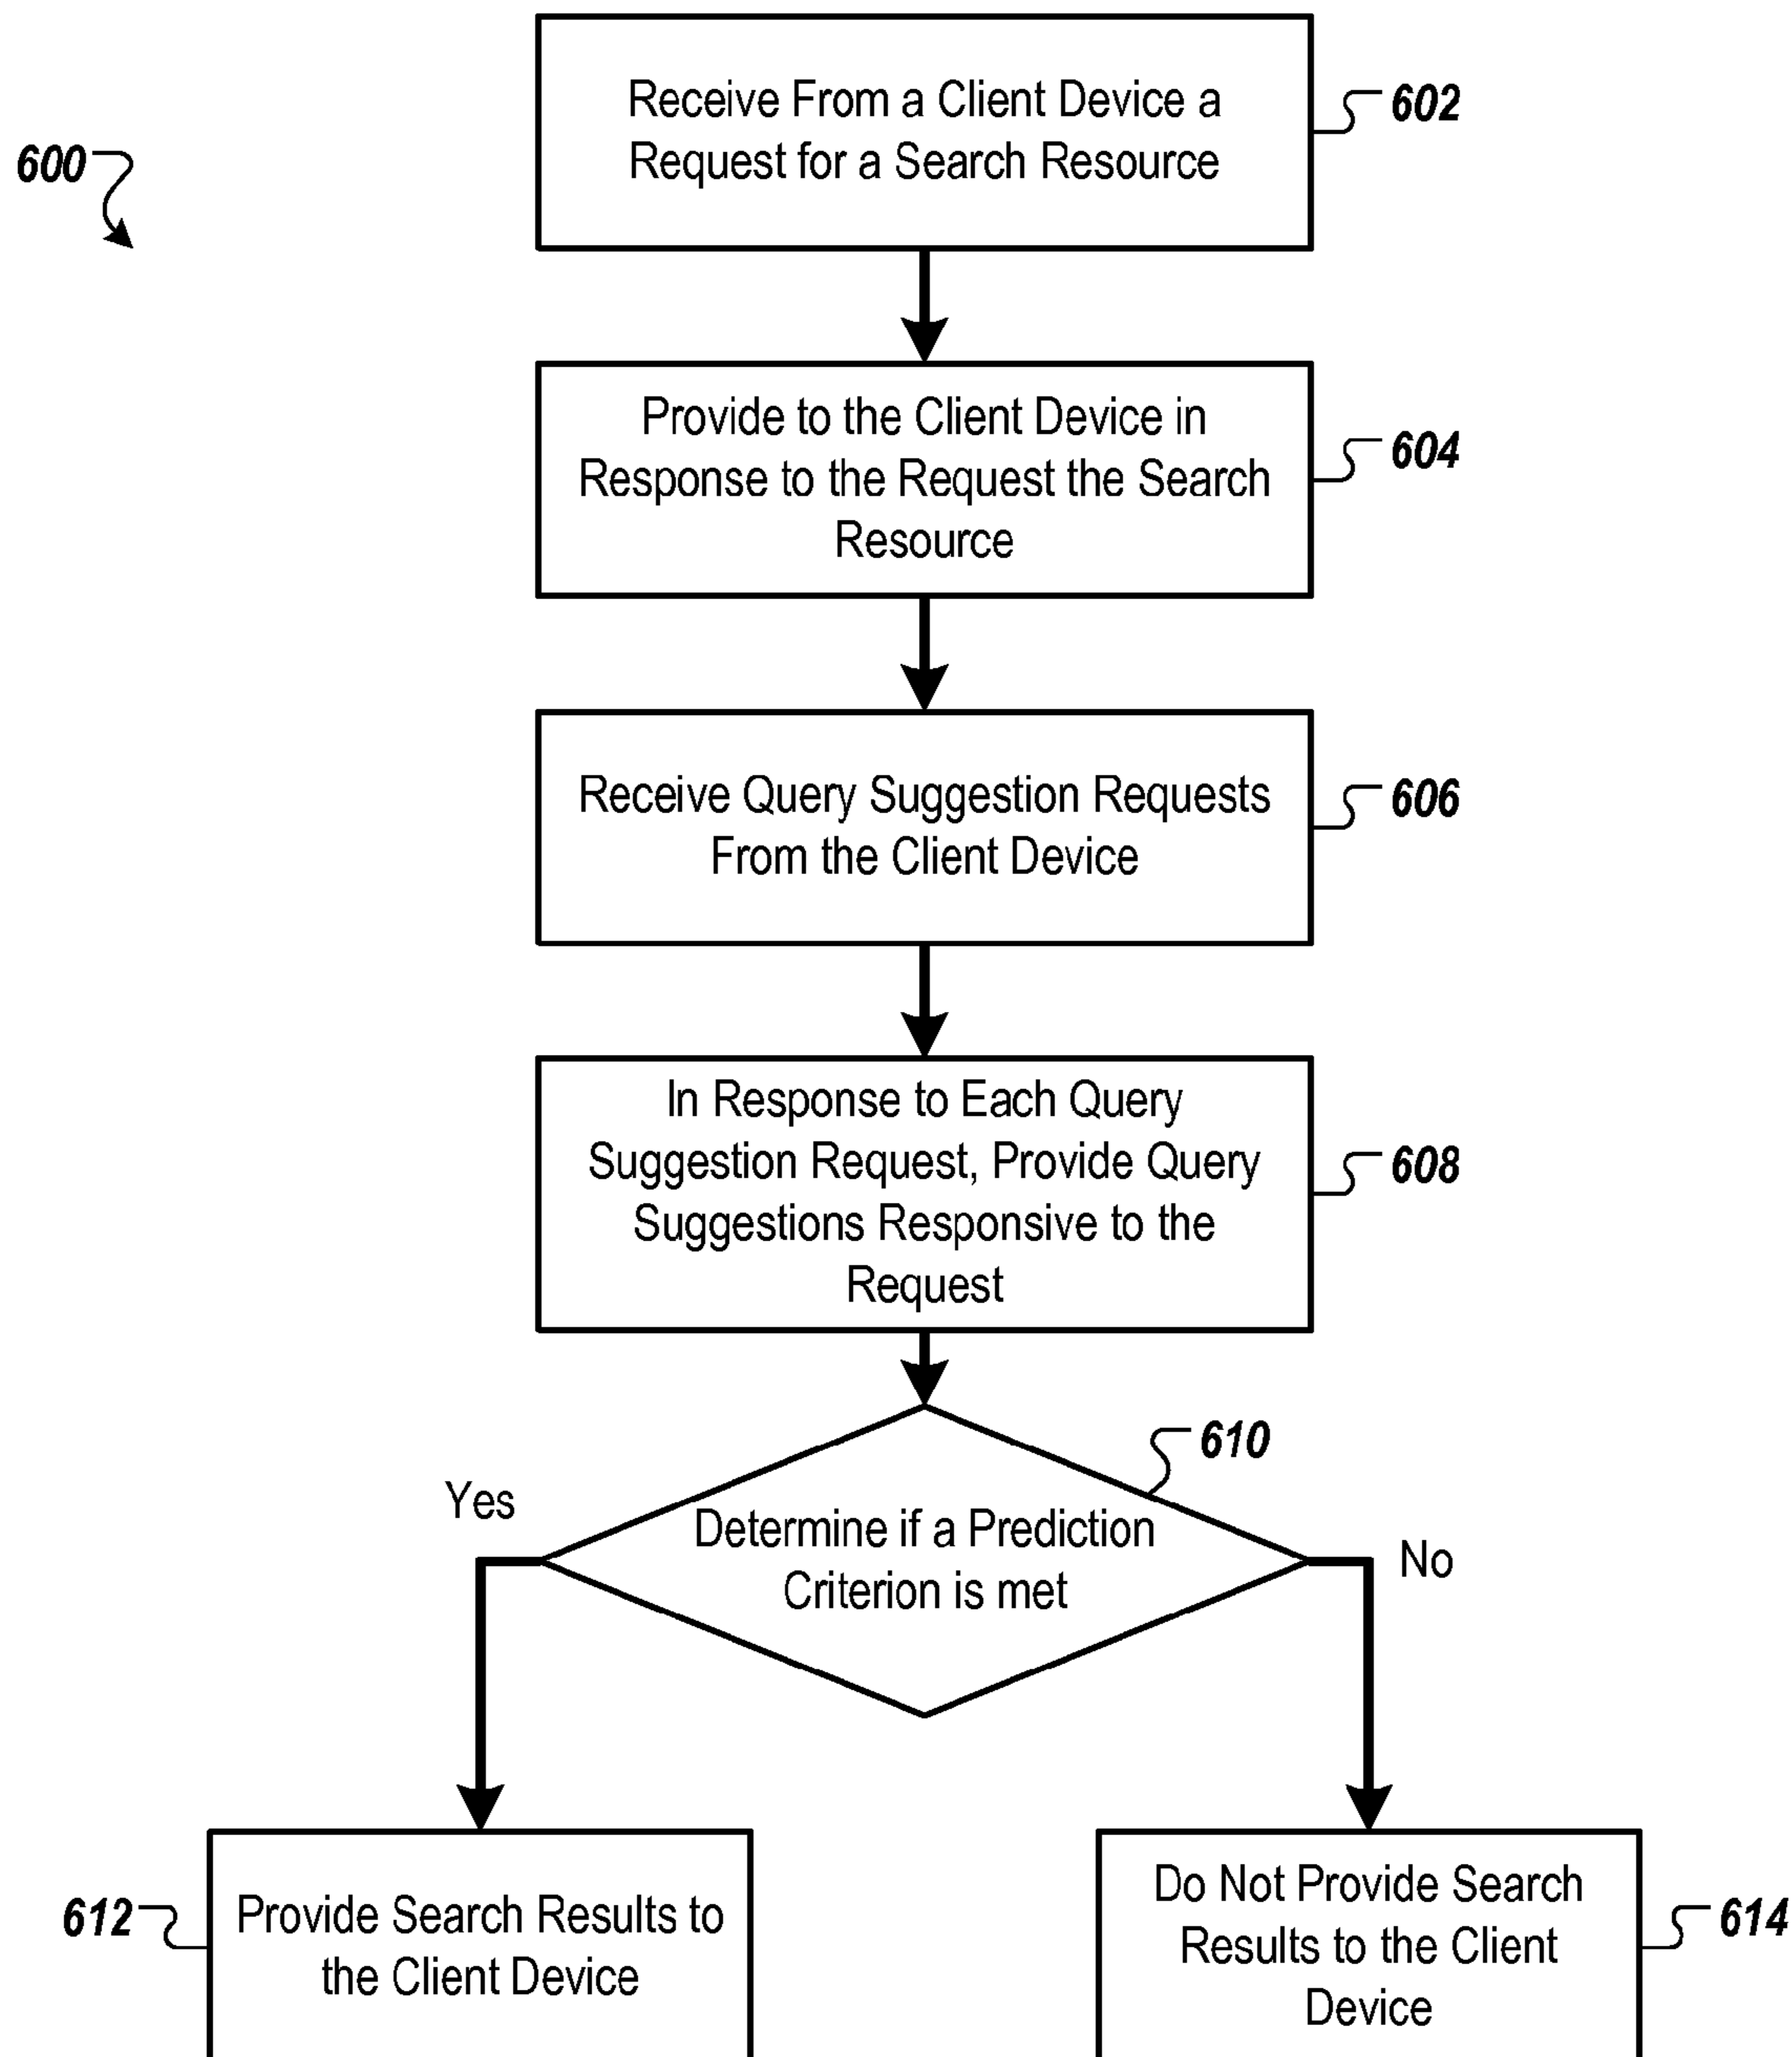 600
Receive From a Client Device a
Request for a Search Resource
602
Provide to the Client Device in
Response to the Request the Search
Resource
604
Receive Query Suggestion Requests
From the Client Device
606
In Response to Each Query
Suggestion Request, Provide Query
Suggestions Responsive to the
Request
608
610
Yes
Determine if a Prediction
Criterion is met
No
612
Provide Search Results to
the Client Device
Do Not Provide Search
Results to the Client
Device
614